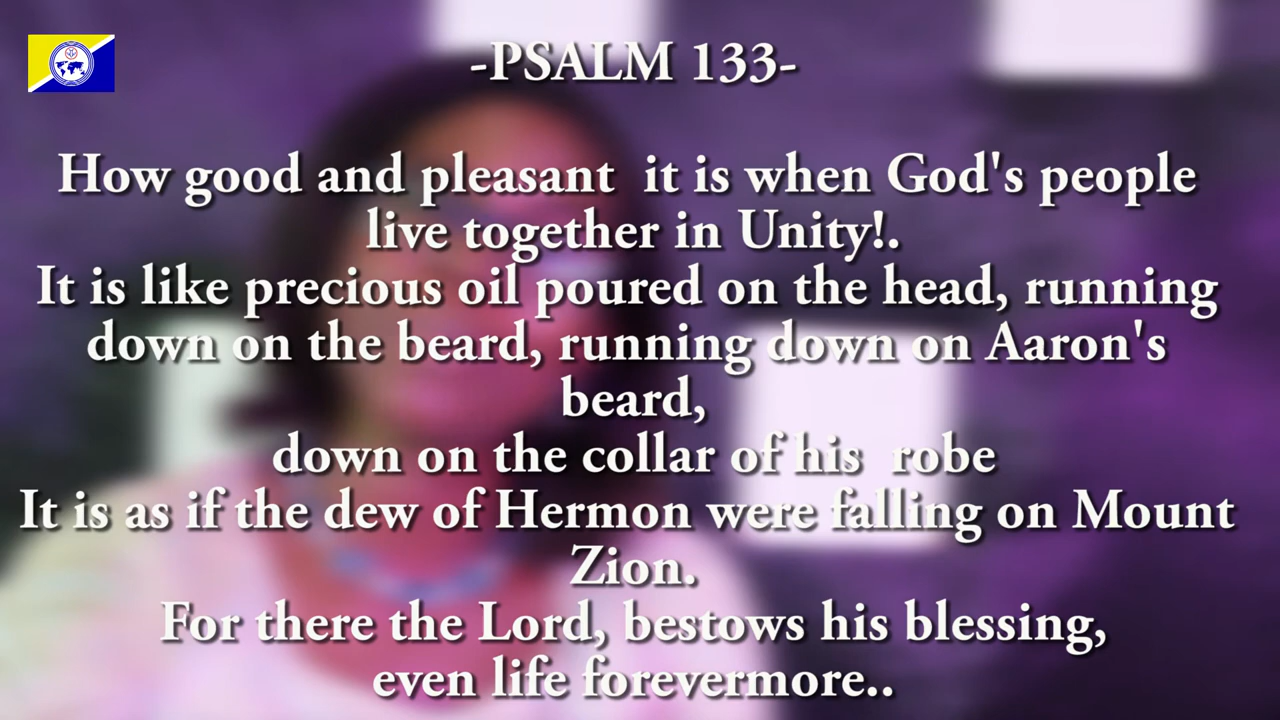 -PSALM 133-
How good and pleasant  it is when God's people
live together in Unity!.
It is like precious oil poured on the head, running
down on the beard, running down on Aaron's
beard,
down on the collar of his  robe
It is as if the dew of Hermon were falling on Mount
Zion.
For there the Lord, bestows his blessing,
even life forevermore..